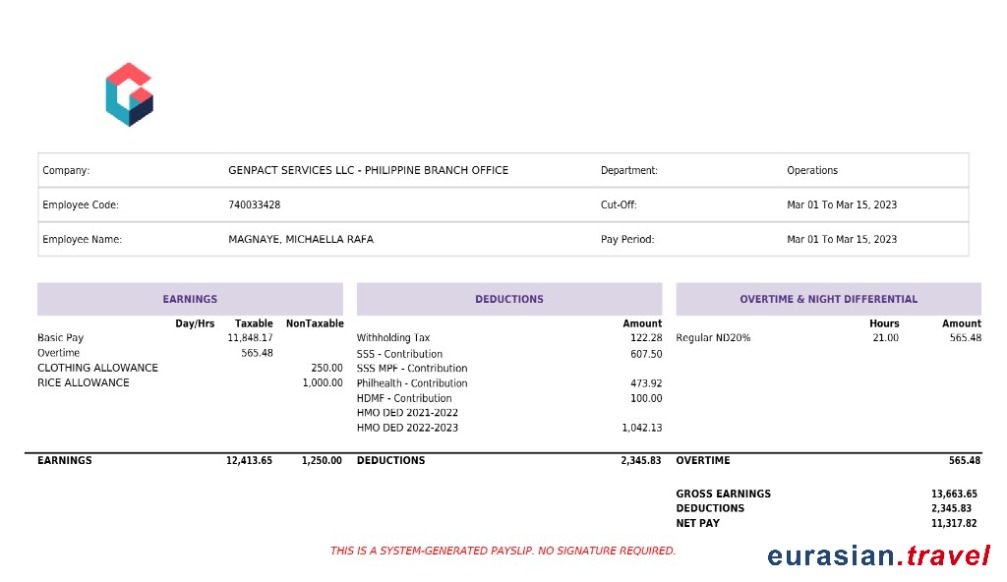 Company: GENPACT SERVICES LLC - PHILIPPINE BRANCH OFFICE Department: Operations
Employee Code: 740033428 Cut-Off: Mar 01 To Mar 15, 2023
Employee Name: MAGNAYE, MICHAELLA RAFA Pay Period: Mar 01 To Mar 15, 2023
EARNINGS DEDUCTIONS OVERTIME & NIGHT DIFFERENTIAL
Day/Hrs Taxable NonTaxable Amount Hours Amount
Basic Pay 11,848.17 Withholding Tax 122.28 Regular ND20% 21.00 565.48
Overtime 565.48 SSS - Contribution 607.50
CLOTHING ALLOWANCE 250.00 SSS MPF - Contribution
RICE ALLOWANCE 1,000.00 Philhealth - Contribution 473.92
HDMF - Contribution 100.00
HMO DED 2021-2022
HMO DED 2022-2023 1,042.13
EARNINGS 12,413.65 1,250.00 DEDUCTIONS 2,345.83 OVERTIME 565.48
GROSS EARNINGS 13,663.65
DEDUCTIONS 2,345.83
NET PAY 11,317.82
THIS IS A SYSTEM-GENERATED PAYSLIP. NO SIGNATURE REQUIRED.
eurasian.travel